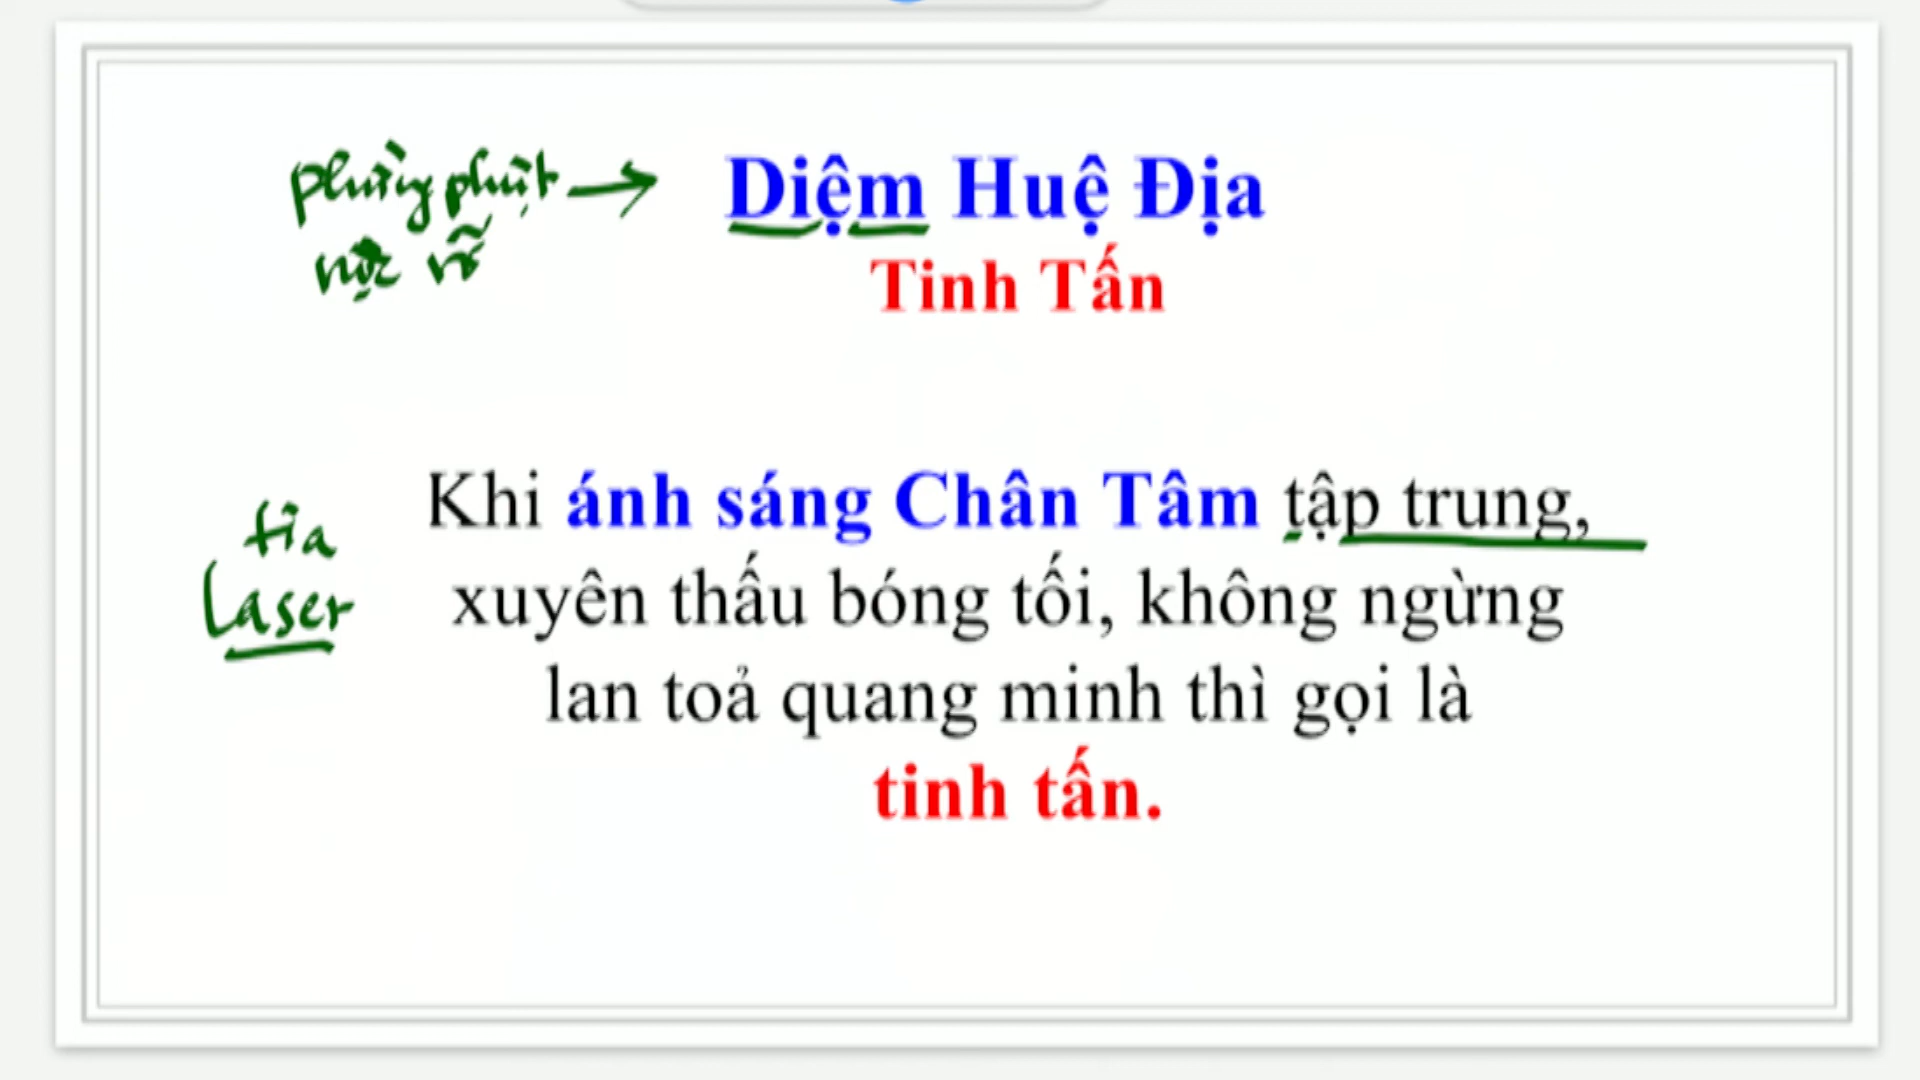 phừng phựt → Diệm Huệ Địa
rực rỡ
Tinh Tấn
Khi ánh sáng Chân Tâm tập trung,
tia
Laser
xuyên thấu bóng tối, không ngừng
lan toả quang minh thì gọi là
tinh tấn.